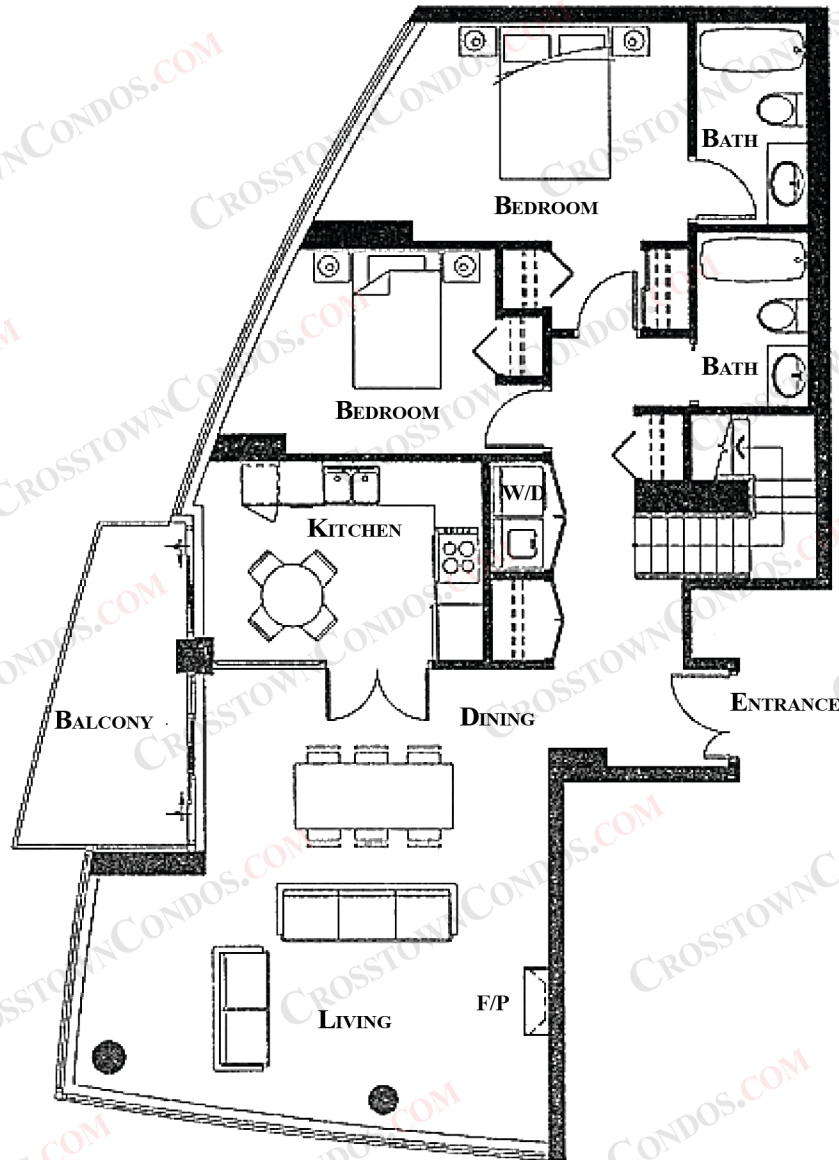 BATH
BEDROOM
BATH
BEDROOM
W/D
KITCHEN
ENTRANCE
DINING
BALCONY
F/P
LIVING
CROSSTOWNCONDOS.COM